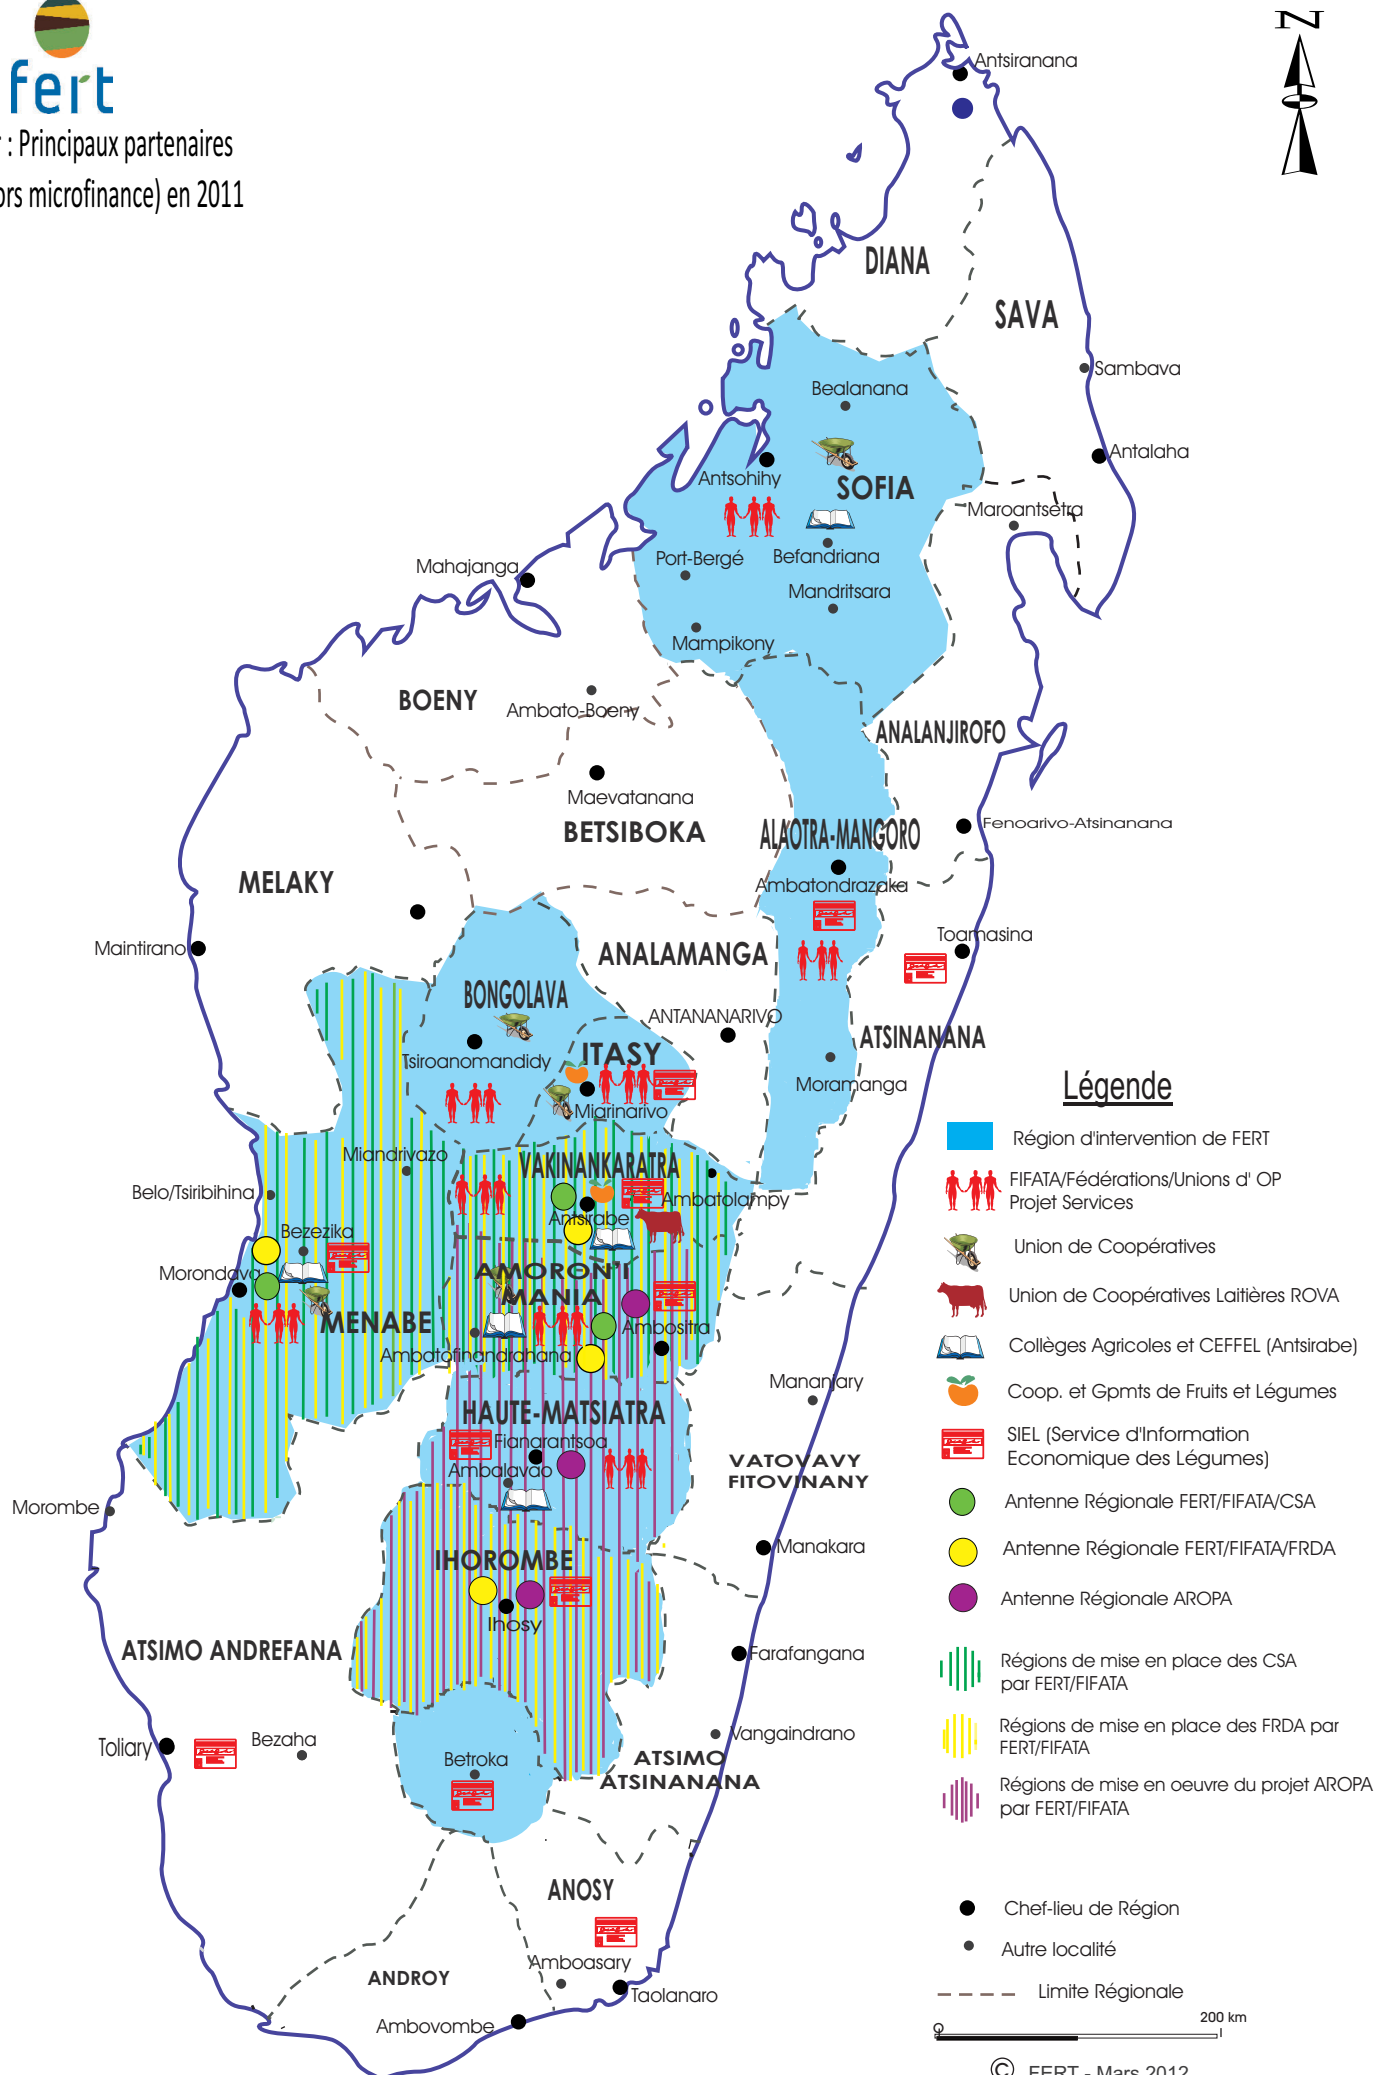 fert
: Principaux partenaires
ors microfinance) en 2011
N
Antsiranana
DIANA
SAVA
Sambava
Bealanana
Antalaha
Antsohihy
SOFIA
Maroantsetra
Port-Bergé
Befandriana
Mahajanga
Mandritsara
Mampikony
BOENY
Ambato-Boeny
ANALANJIROFO
Maevatanana
BETSIBOKA
ALAOTRA-MANGORO
Fenoarivo-Atsinanana
MELAKY
Ambatondrazaka
Maintirano
ANALAMANGA
Toamasina
BONGOLAVA
ANTANANARIVO
ATSINANANA
Tsiroanomandidy
ITASY
Moramanga
Miarinarivo
Miandrivazo
VAKINANKARATRA
Belo/Tsiribihina
Ambatolampy
Antsirabe
Bezezika
Morondava
AMORON'I
MANIA
MENABE
Ambositra
Ambatofinandrahana
Mananjary
HAUTE-MATSIATRA
Fianarantsoa
Ambalavao
VATOVAVY
FITOVINANY
Morombe
Manakara
IHOROMBE
Ihosy
ATSIMO ANDREFANA
Farafangana
Toliary
Bezaha
Vangaindrano
Betroka
ATSIMO
ATSINANANA
ANOSY
Amboasary
ANDROY
Taolanaro
Ambovombe
Légende
Région d'intervention de FERT
FIFATA/Fédérations/Unions d' OP
Projet Services
Union de Coopératives
Union de Coopératives Laitières ROVA
Collèges Agricoles et CEFFEL (Antsirabe)
Coop. et Gpmts de Fruits et Légumes
SIEL (Service d'Information
Economique des Légumes)
Antenne Régionale FERT/FIFATA/CSA
Antenne Régionale FERT/FIFATA/FRDA
Antenne Régionale AROPA
Régions de mise en place des CSA
par FERT/FIFATA
Régions de mise en place des FRDA par
FERT/FIFATA
Régions de mise en oeuvre du projet AROPA
par FERT/FIFATA
Chef-lieu de Région
Autre localité
Limite Régionale
200 km
© FERT - Mars 2012